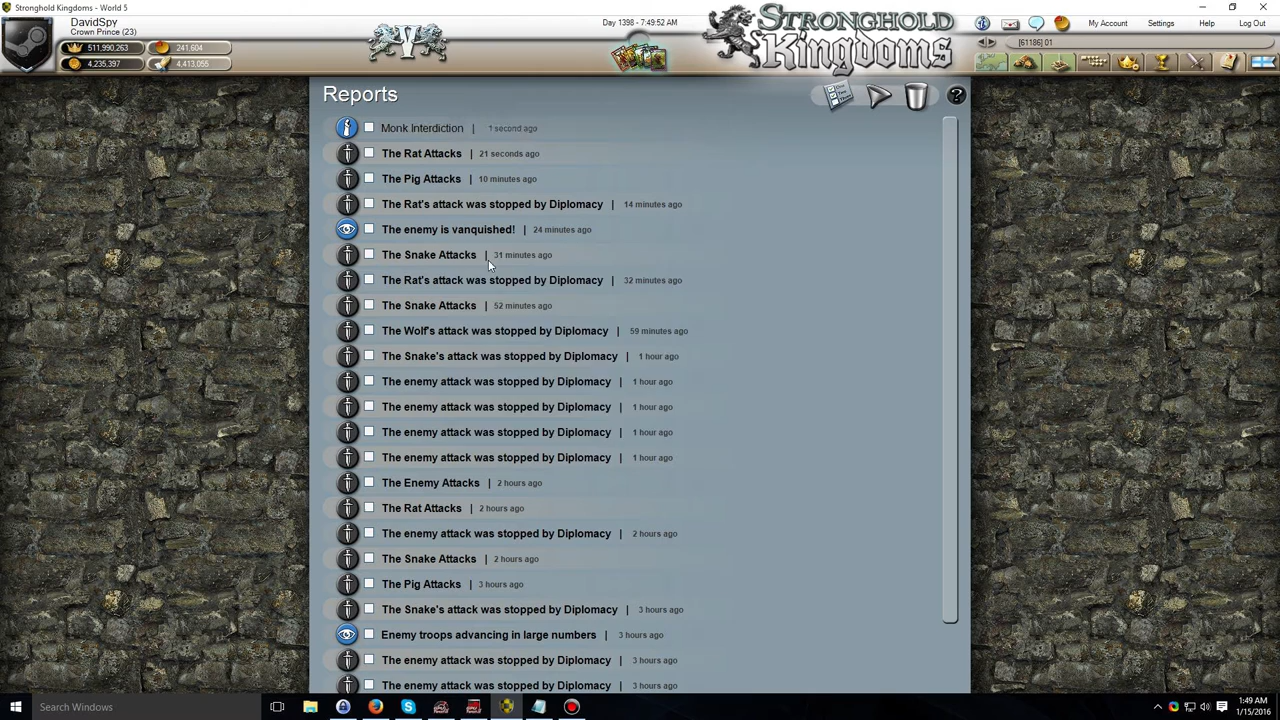 Stronghold Kingdoms - World 5
DavidSpy
Crown Prince (23)
511,990,263
241,604
4,235,397
4,413,055
V
Day 1398 - 7:49:52 AM
STRONGHOLD
Kingdoms
My Account
Settings
Help
Log Out
[61186] 01
Reports
?
Monk Interdiction | 1 second ago
The Rat Attacks | 21 seconds ago
The Pig Attacks | 10 minutes ago
The Rat's attack was stopped by Diplomacy | 14 minutes ago
The enemy is vanquished! | 24 minutes ago
The Snake Attacks | 31 minutes ago
The Rat's attack was stopped by Diplomacy | 32 minutes ago
The Snake Attacks | 52 minutes ago
The Wolf's attack was stopped by Diplomacy | 59 minutes ago
The Snake's attack was stopped by Diplomacy | 1 hour ago
The enemy attack was stopped by Diplomacy | 1 hour ago
The enemy attack was stopped by Diplomacy | 1 hour ago
The enemy attack was stopped by Diplomacy | 1 hour ago
The enemy attack was stopped by Diplomacy | 1 hour ago
The Enemy Attacks | 2 hours ago
The Rat Attacks | 2 hours ago
The enemy attack was stopped by Diplomacy | 2 hours ago
The Snake Attacks | 2 hours ago
The Pig Attacks | 3 hours ago
The Snake's attack was stopped by Diplomacy | 3 hours ago
Enemy troops advancing in large numbers | 3 hours ago
The enemy attack was stopped by Diplomacy | 3 hours ago
The enemy attack was stopped by Diplomacy | 3 hours ago
Search Windows
1:49 AM
1/15/2016